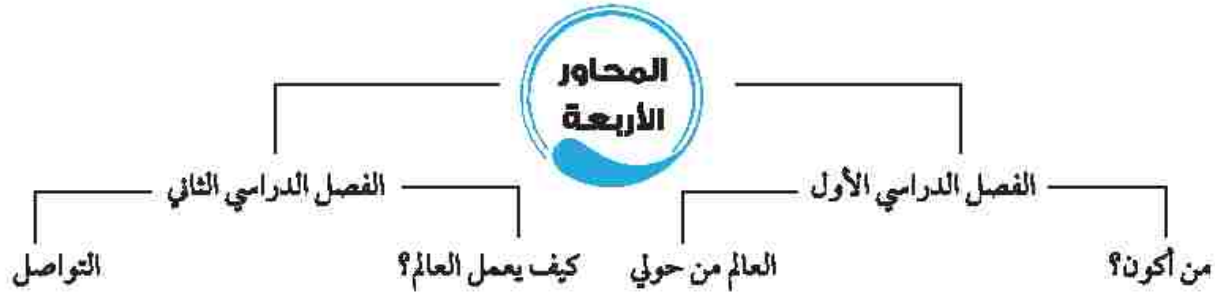 المحاور
الأربعة
الفصل الدراسي الأول
الفصل الدراسي الثاني
من أكون؟
العالم من حولي
كيف يعمل العالم؟
التواصل